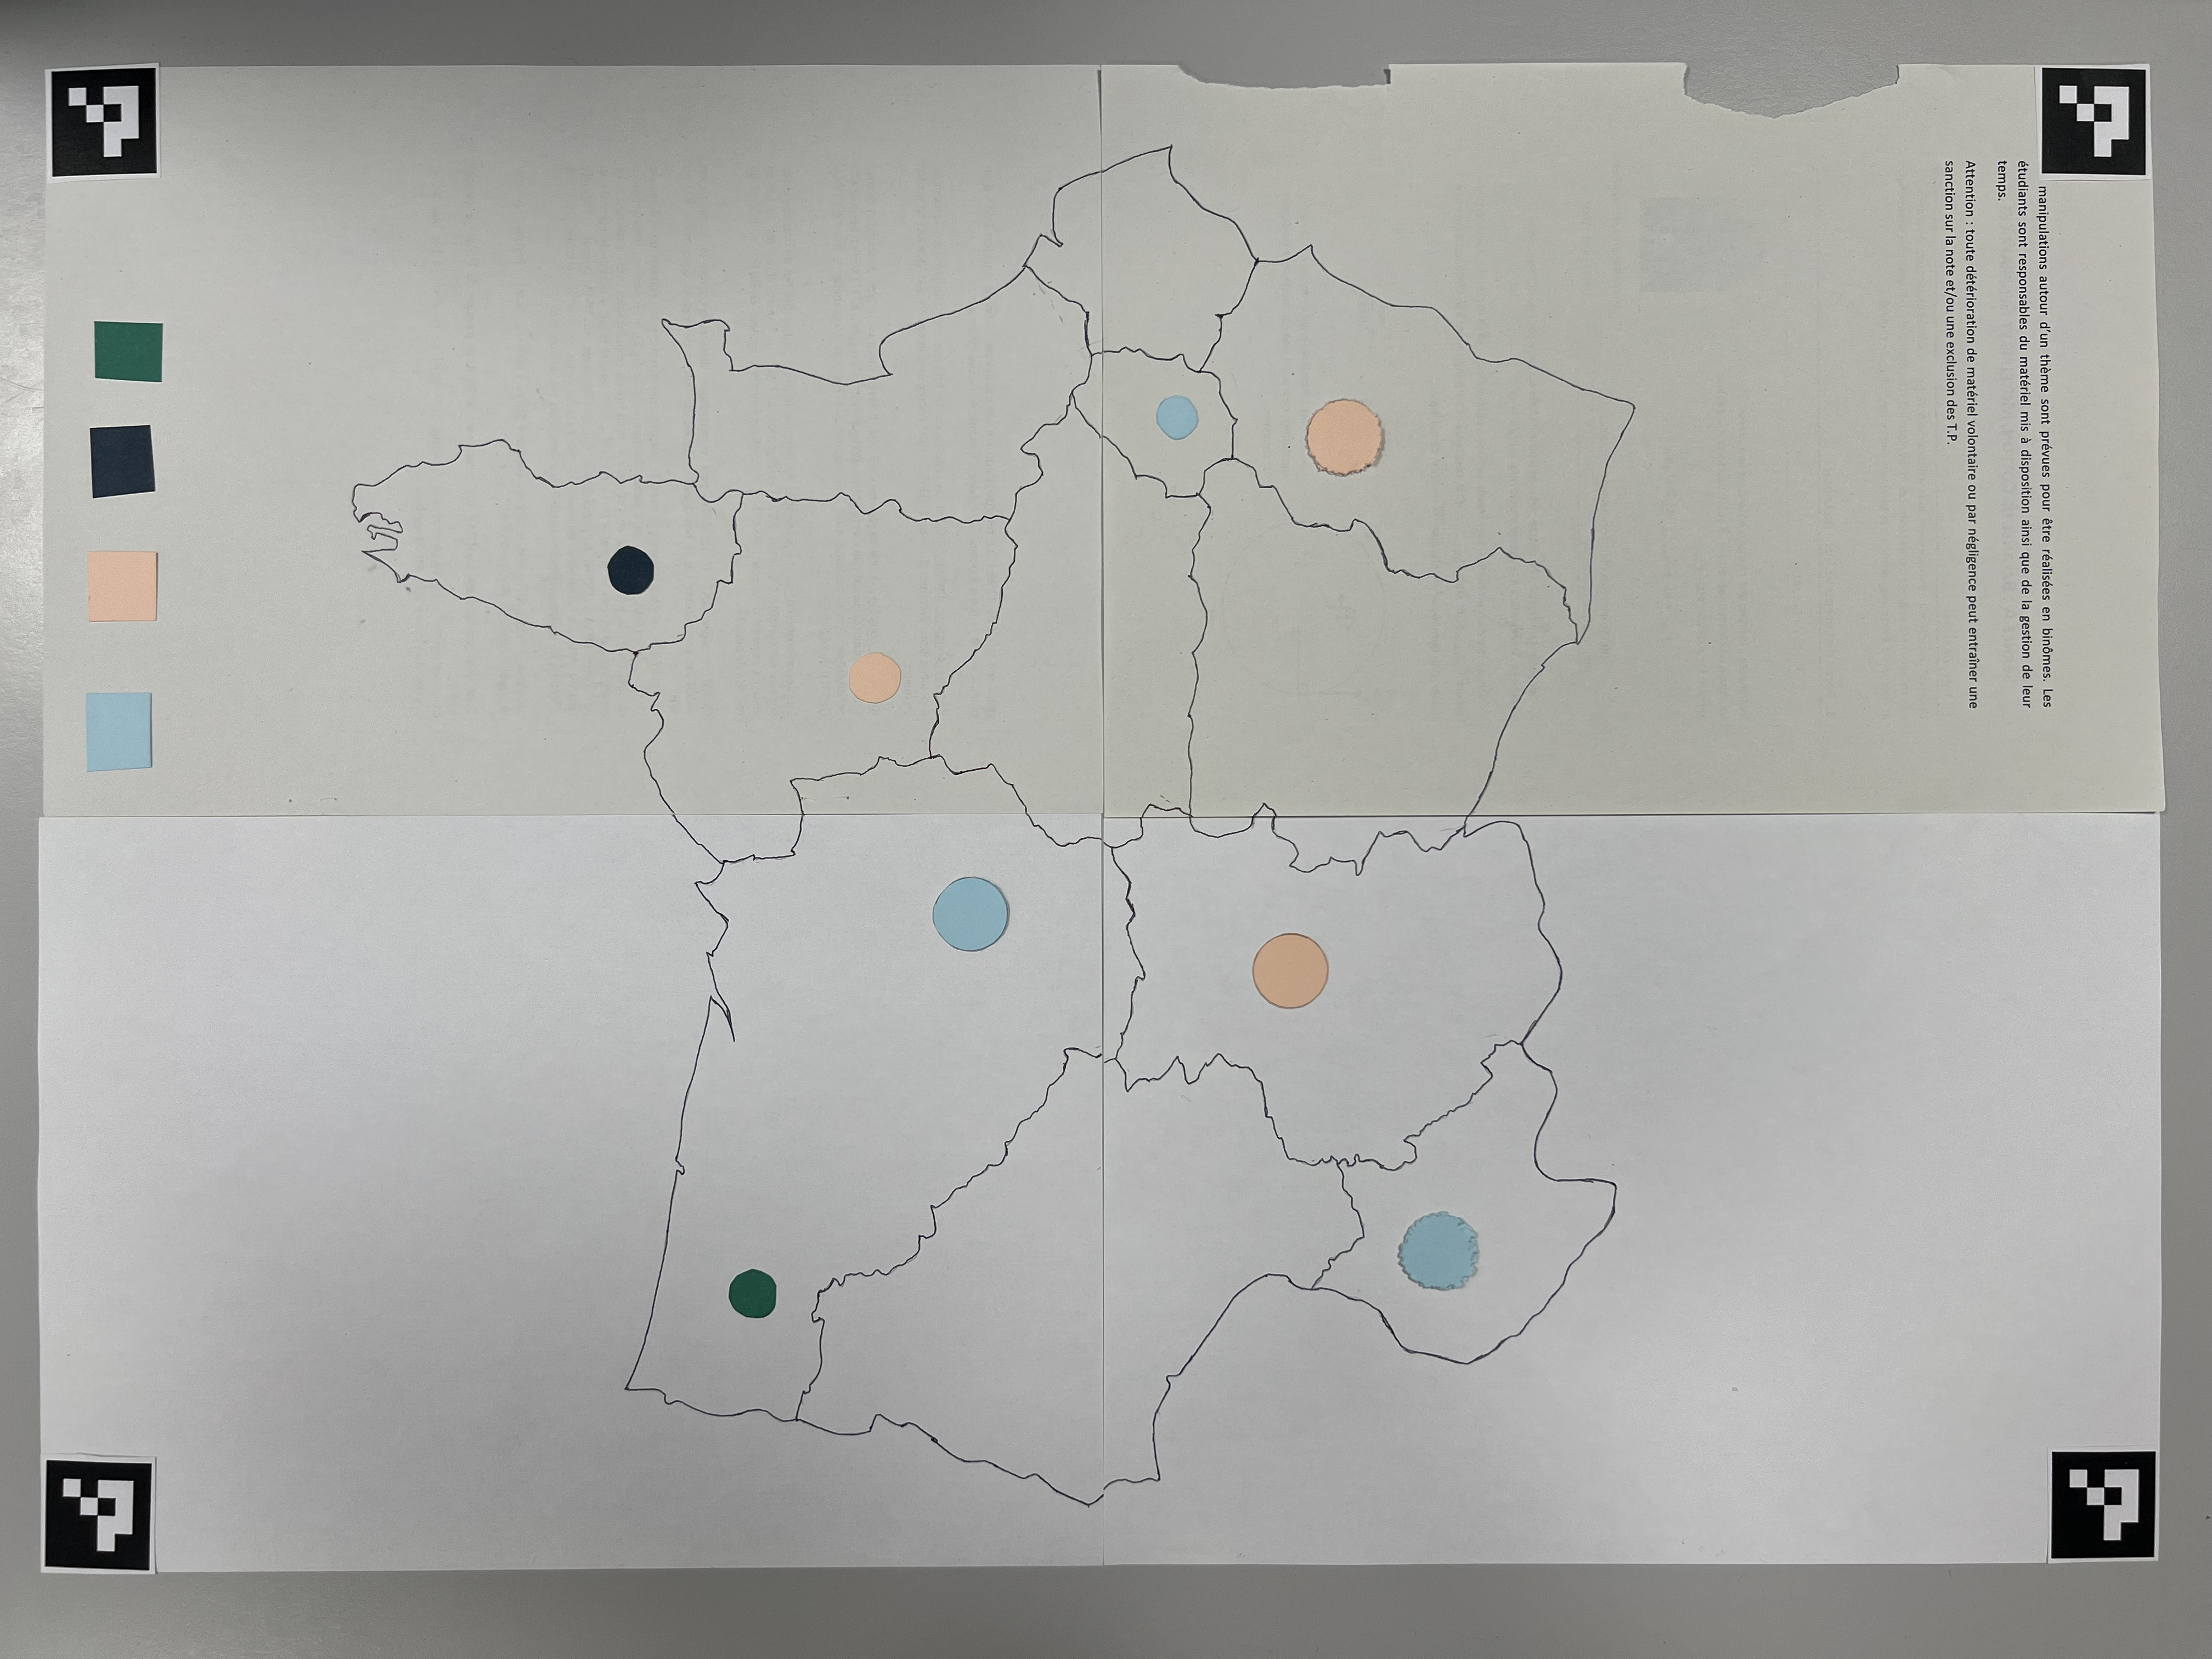 manipulations autour d'un thème sont prévues pour être réalisées en binômes. Les
étudiants sont responsables du matériel mis à disposition ainsi que de la gestion de leur
temps.
Attention : toute détérioration de matériel volontaire ou par négligence peut entraîner une
sanction sur la note et/ou une exclusion des T.P.